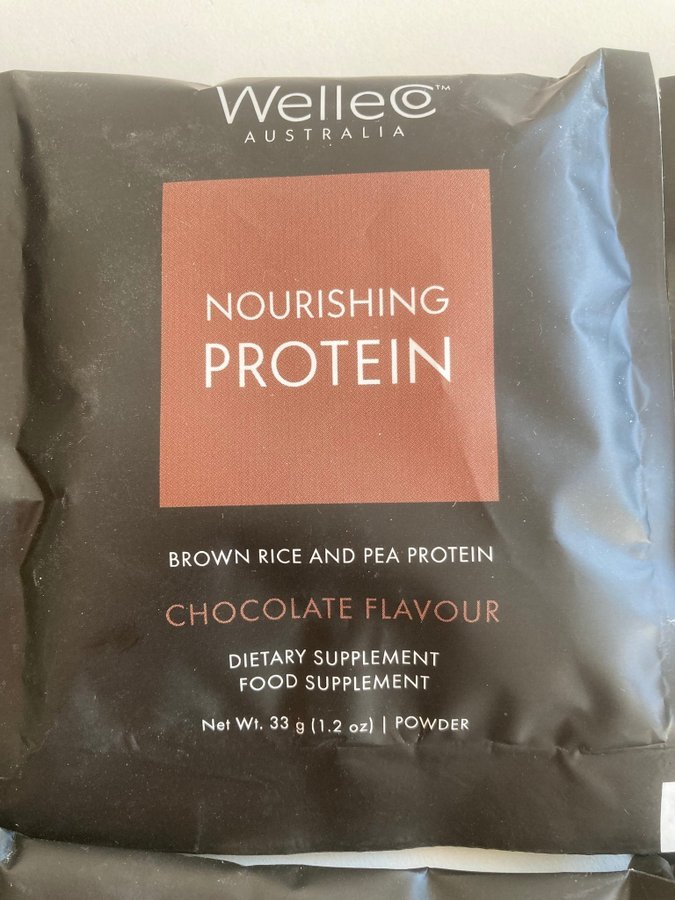 WelleCo™
AUSTRALIA
NOURISHING
PROTEIN
BROWN RICE AND PEA PROTEIN
CHOCOLATE FLAVOUR
DIETARY SUPPLEMENT
FOOD SUPPLEMENT
Net Wt. 33 g (1.2 oz) | POWDER